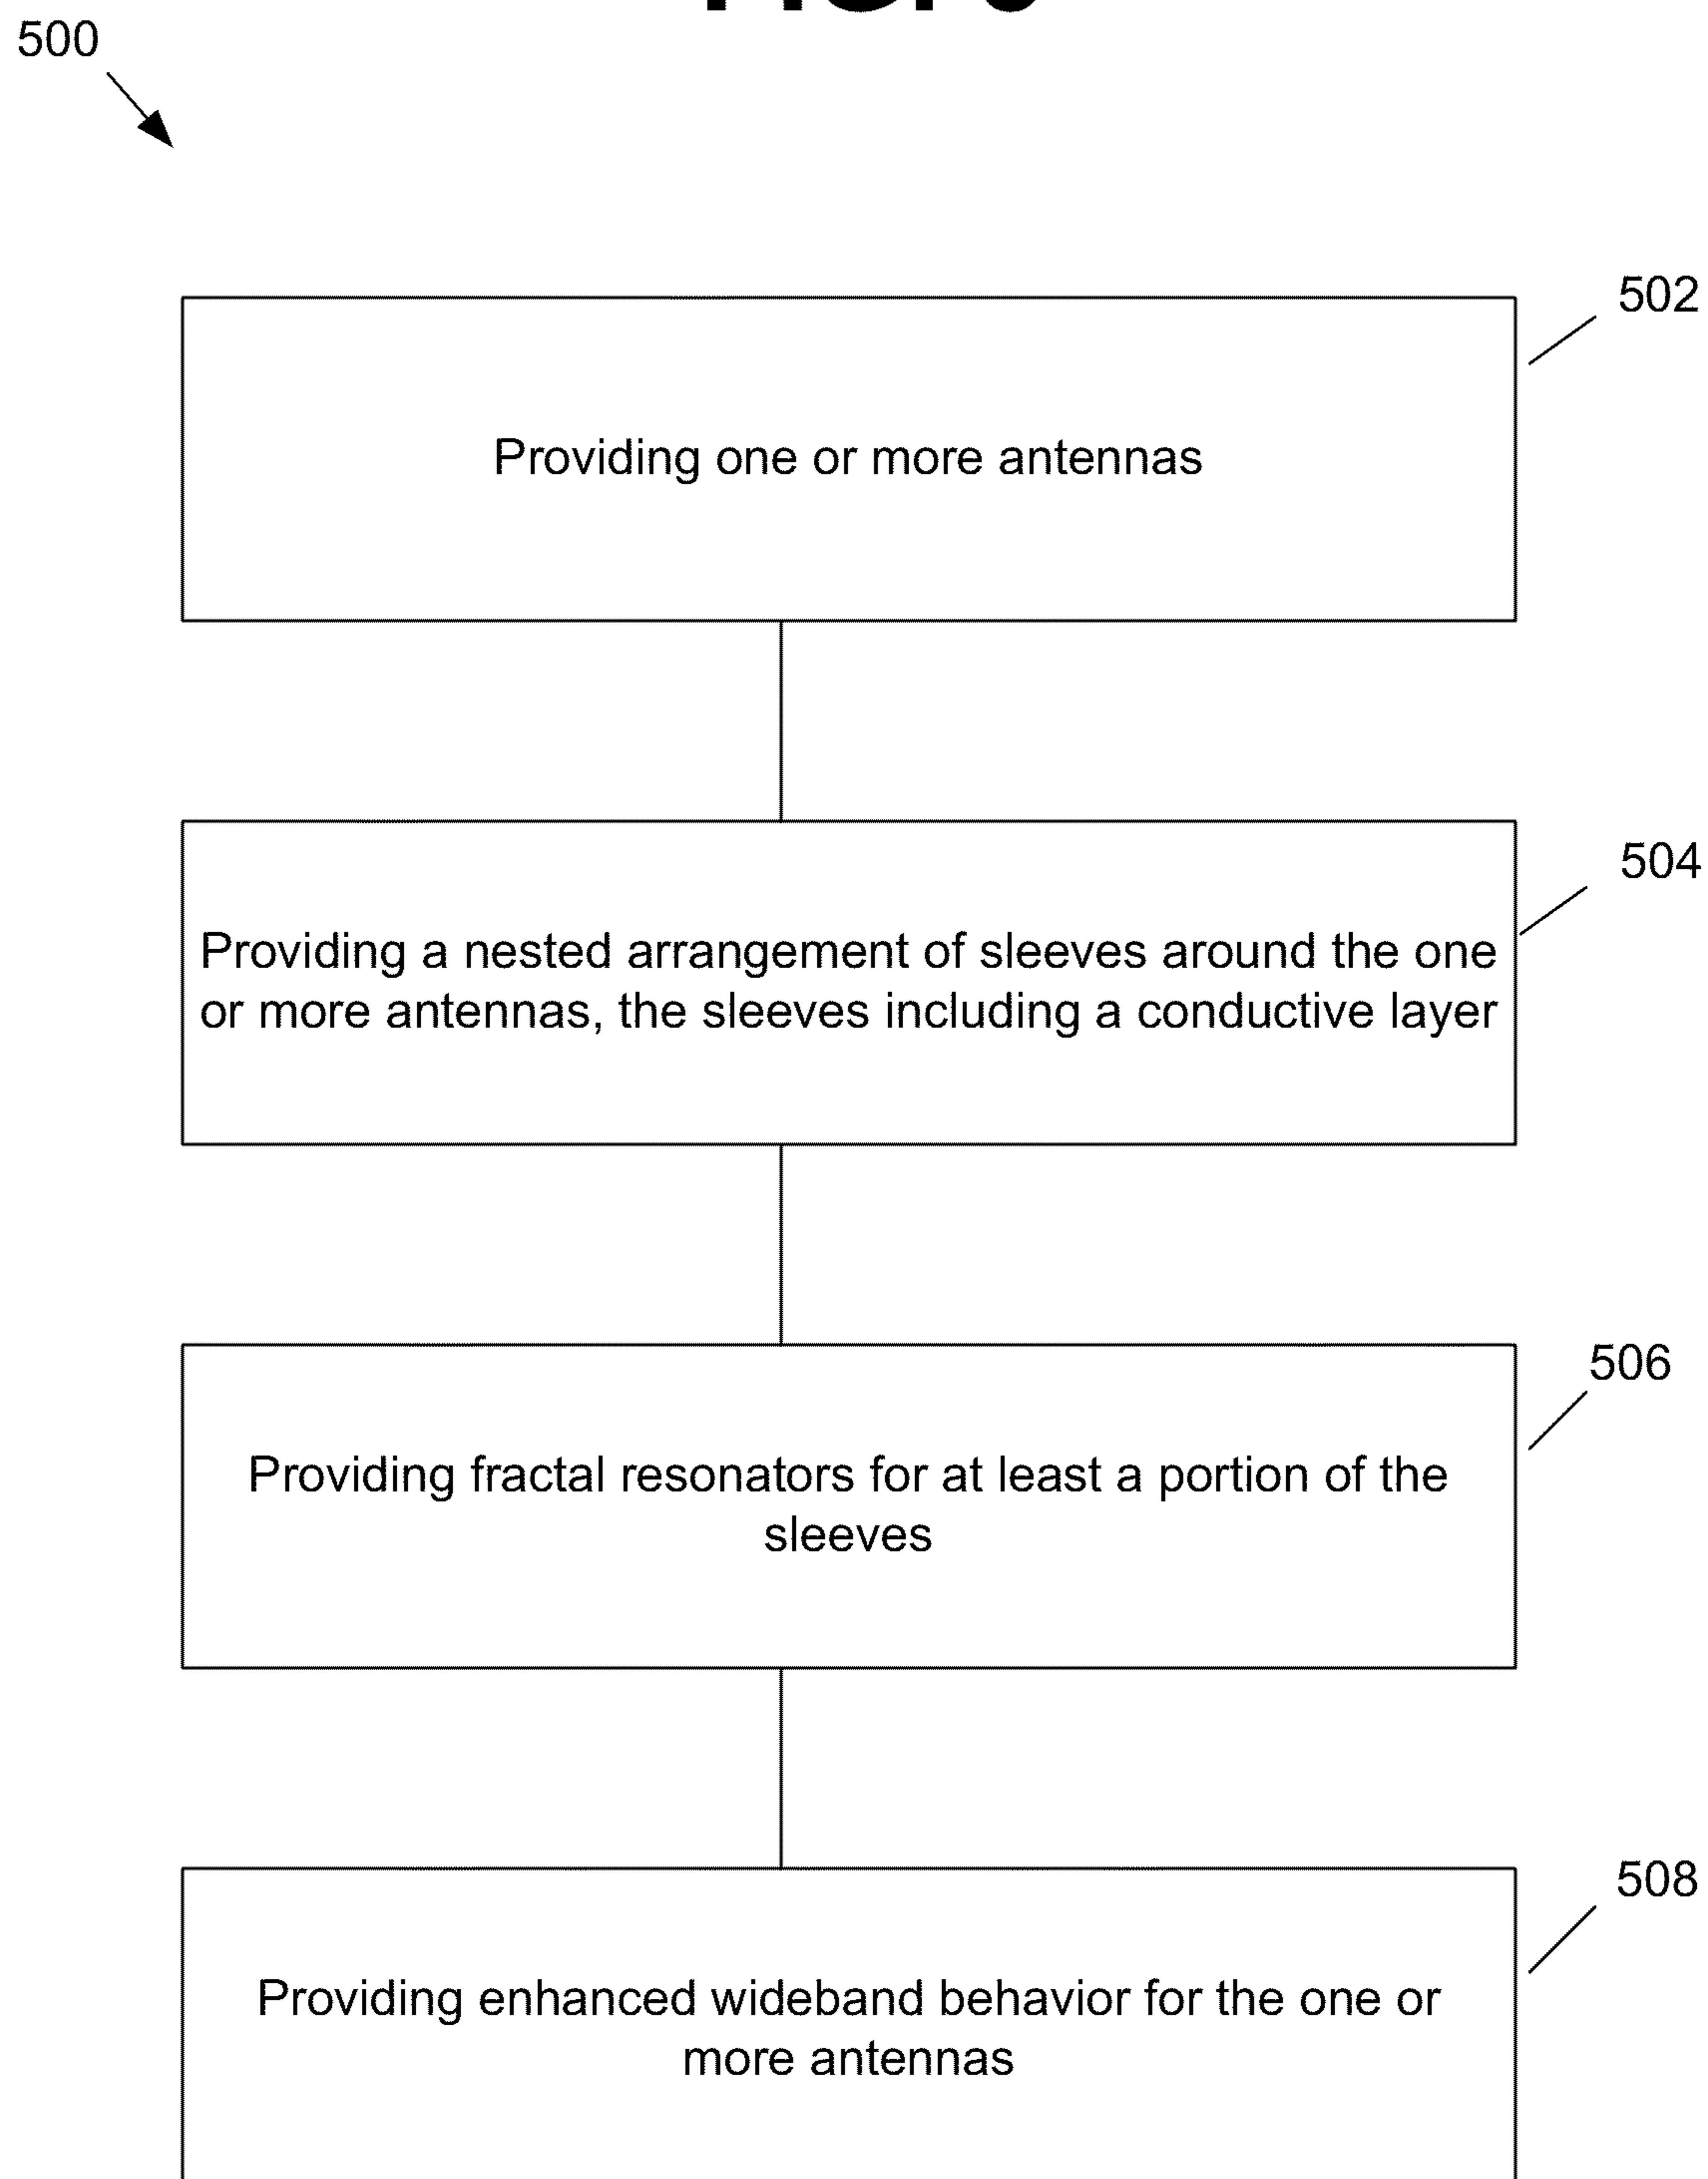 500
502
Providing one or more antennas
504
Providing a nested arrangement of sleeves around the one
or more antennas, the sleeves including a conductive layer
506
Providing fractal resonators for at least a portion of the
sleeves
508
Providing enhanced wideband behavior for the one or
more antennas